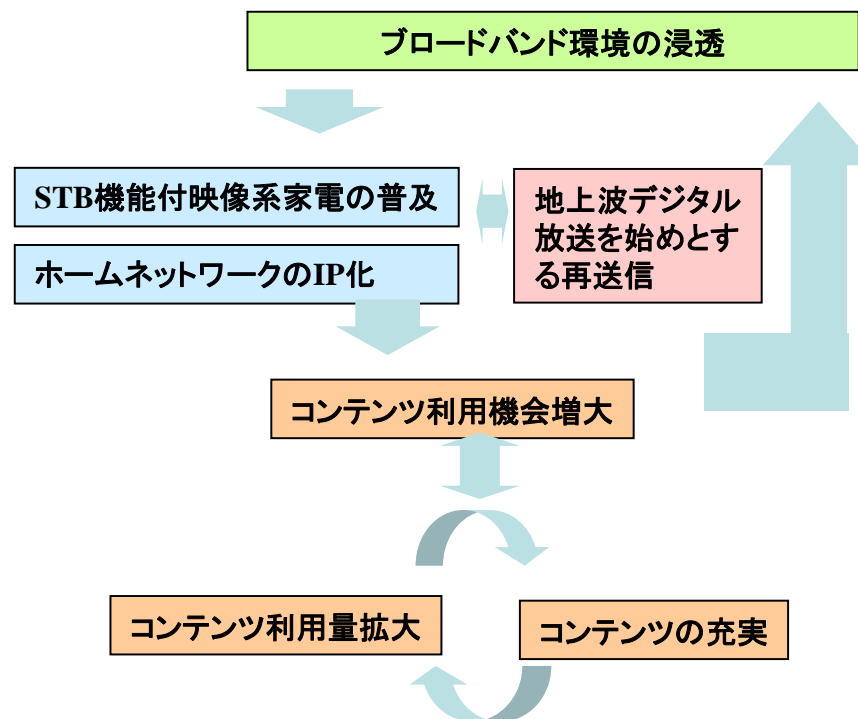 ブロードバンド環境の浸透
STB機能付映像系家電の普及
ホームネットワークのIP化
地上波デジタル
放送を始めとす
る再送信
コンテンツ利用機会増大
コンテンツ利用量拡大
コンテンツの充実